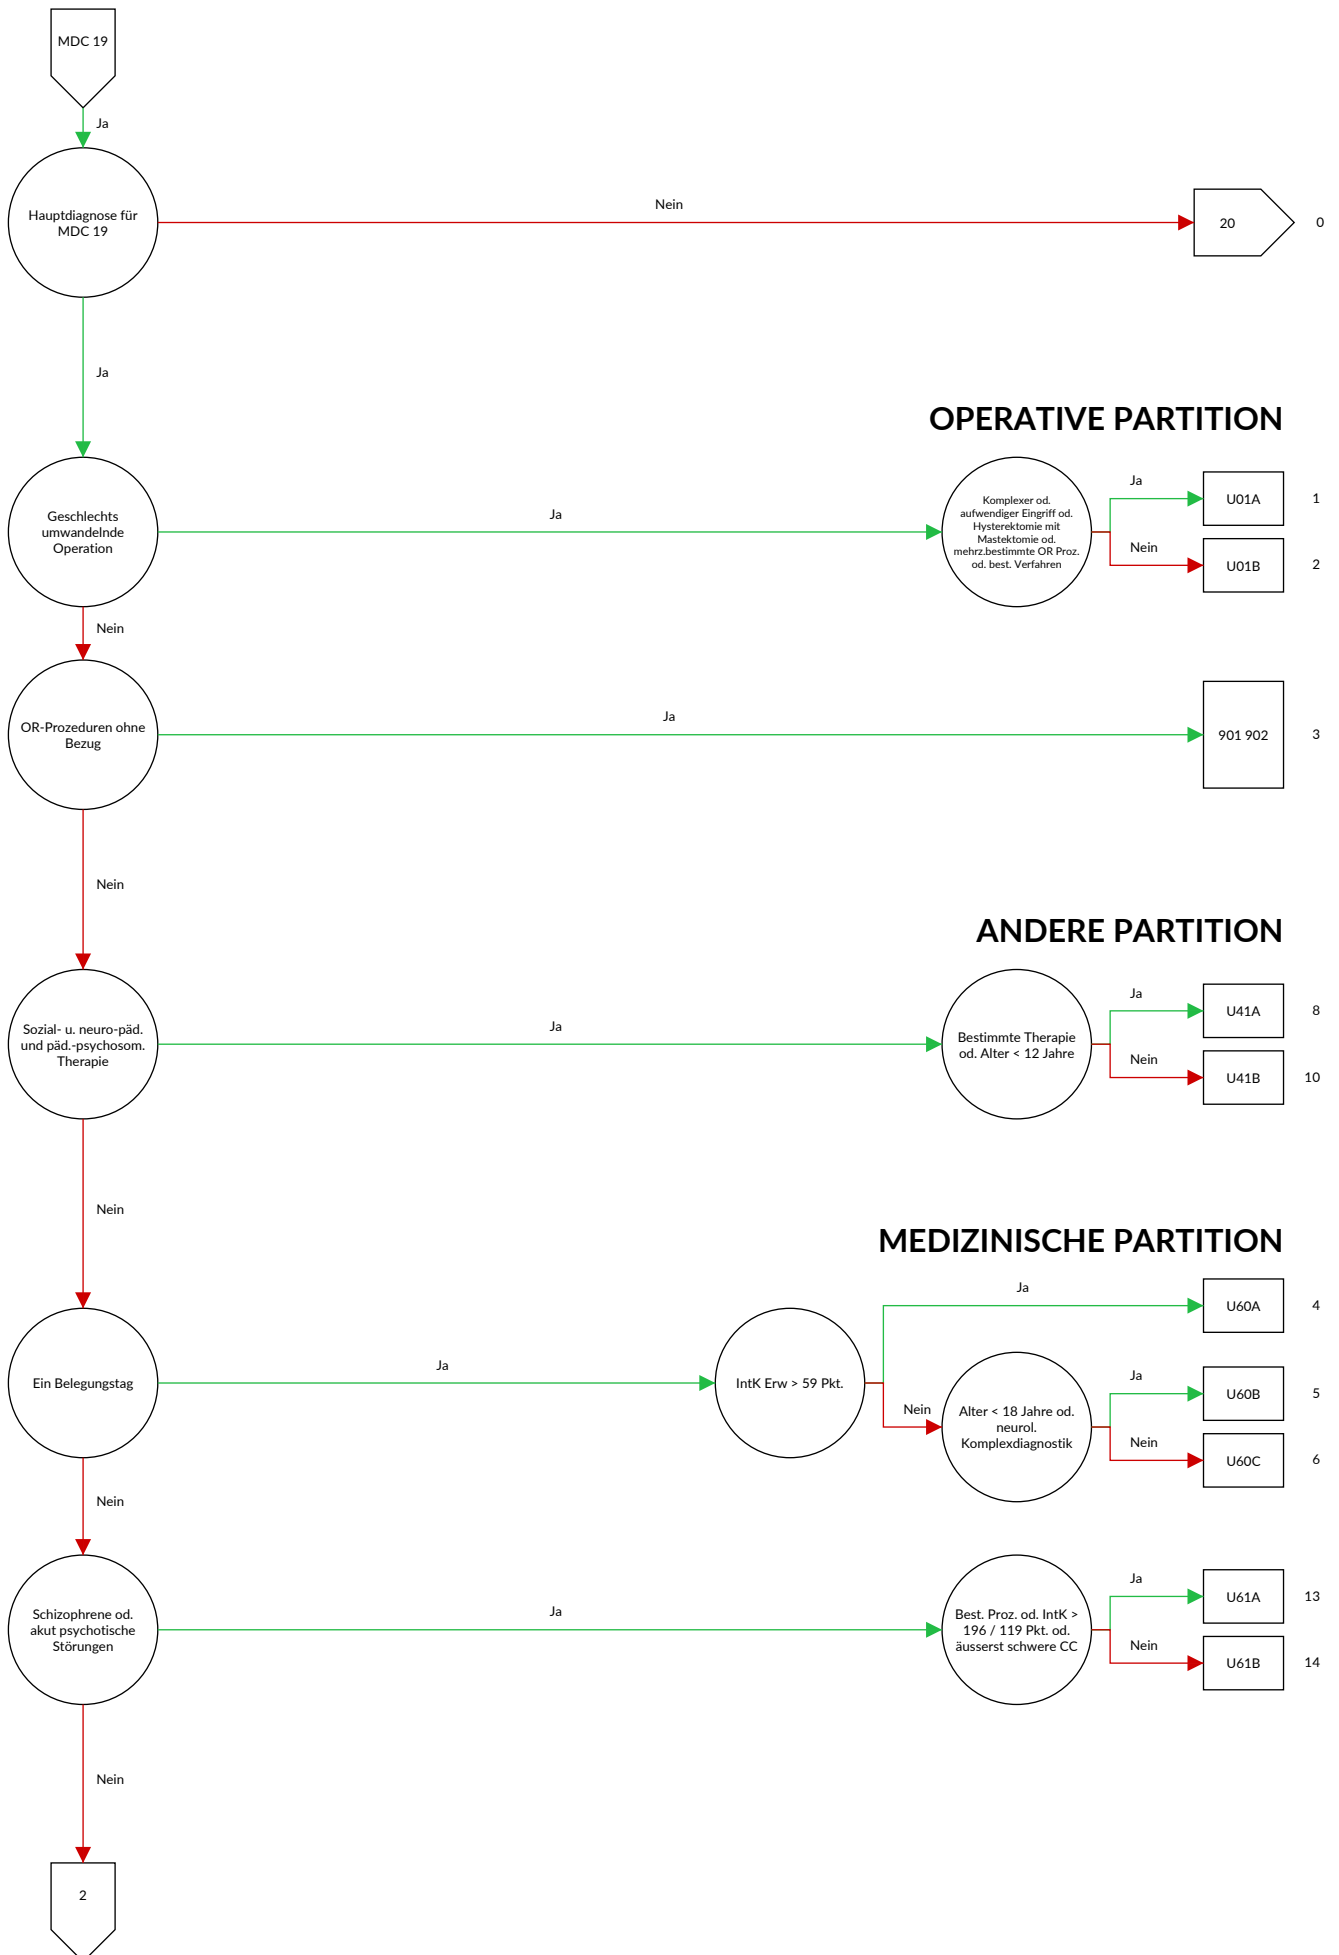 MDC 19
Ja
Hauptdiagnose für
MDC 19
Nein
20
0
Ja
OPERATIVE PARTITION
Geschlechts
umwandelnde
Operation
Ja
Komplexer od.
aufwendiger Eingriff od.
Hysterektomie mit
Mastektomie od.
mehrz.bestimmte OR Proz.
od. best. Verfahren
Ja
U01A
1
Nein
U01B
2
Nein
OR-Prozeduren ohne
Bezug
Ja
901 902
3
Nein
ANDERE PARTITION
Sozial- u. neuro-päd.
und päd.-psychosom.
Therapie
Ja
Bestimmte Therapie
od. Alter < 12 Jahre
Ja
U41A
8
Nein
U41B
10
Nein
MEDIZINISCHE PARTITION
Ein Belegungstag
Ja
IntK Erw > 59 Pkt.
Ja
U60A
4
Nein
Alter < 18 Jahre od.
neurol.
Komplexdiagnostik
Ja
U60B
5
Nein
U60C
6
Nein
Schizophrene od.
akut psychotische
Störungen
Ja
Best. Proz. od. IntK >
196 / 119 Pkt. od.
äusserst schwere CC
Ja
U61A
13
Nein
U61B
14
Nein
2